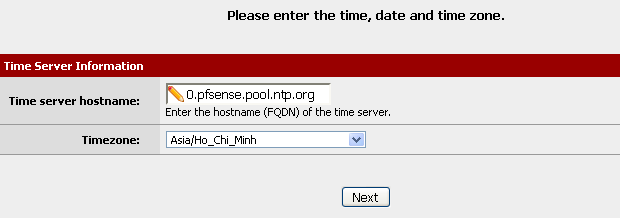 Please enter the time, date and time zone.
Time Server Information
Time server hostname: 0.pfsense.pool.ntp.org
Enter the hostname (FQDN) of the time server.
Timezone: Asia/Ho_Chi_Minh
Next